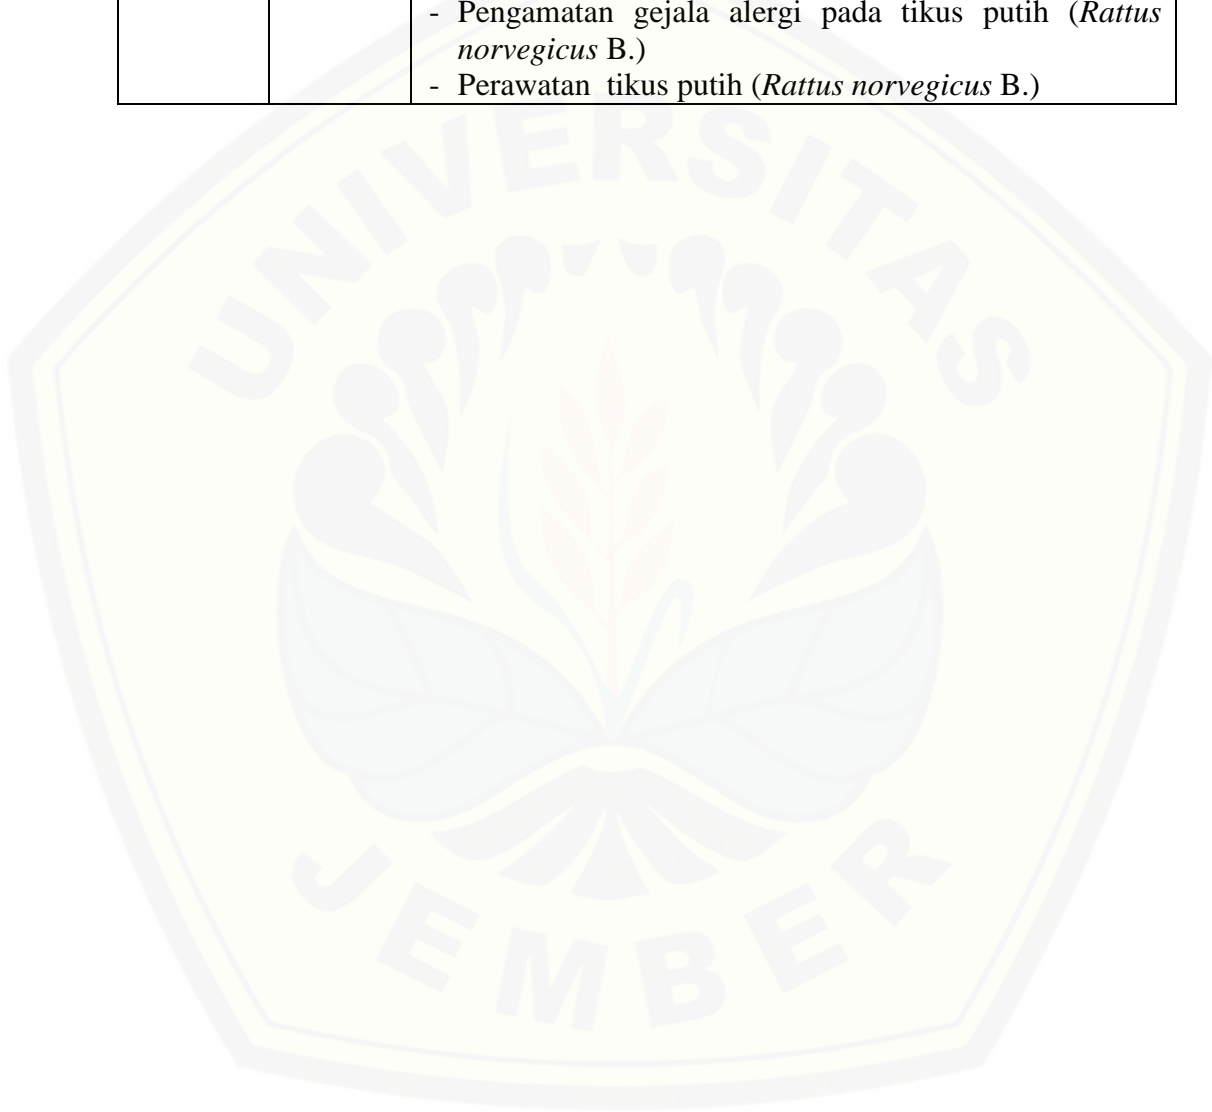 - Pengamatan gejala alergi pada tikus putih (Rattus
norvegicus B.)
- Perawatan tikus putih (Rattus norvegicus B.)
UNIVERSITAS
JEMBER